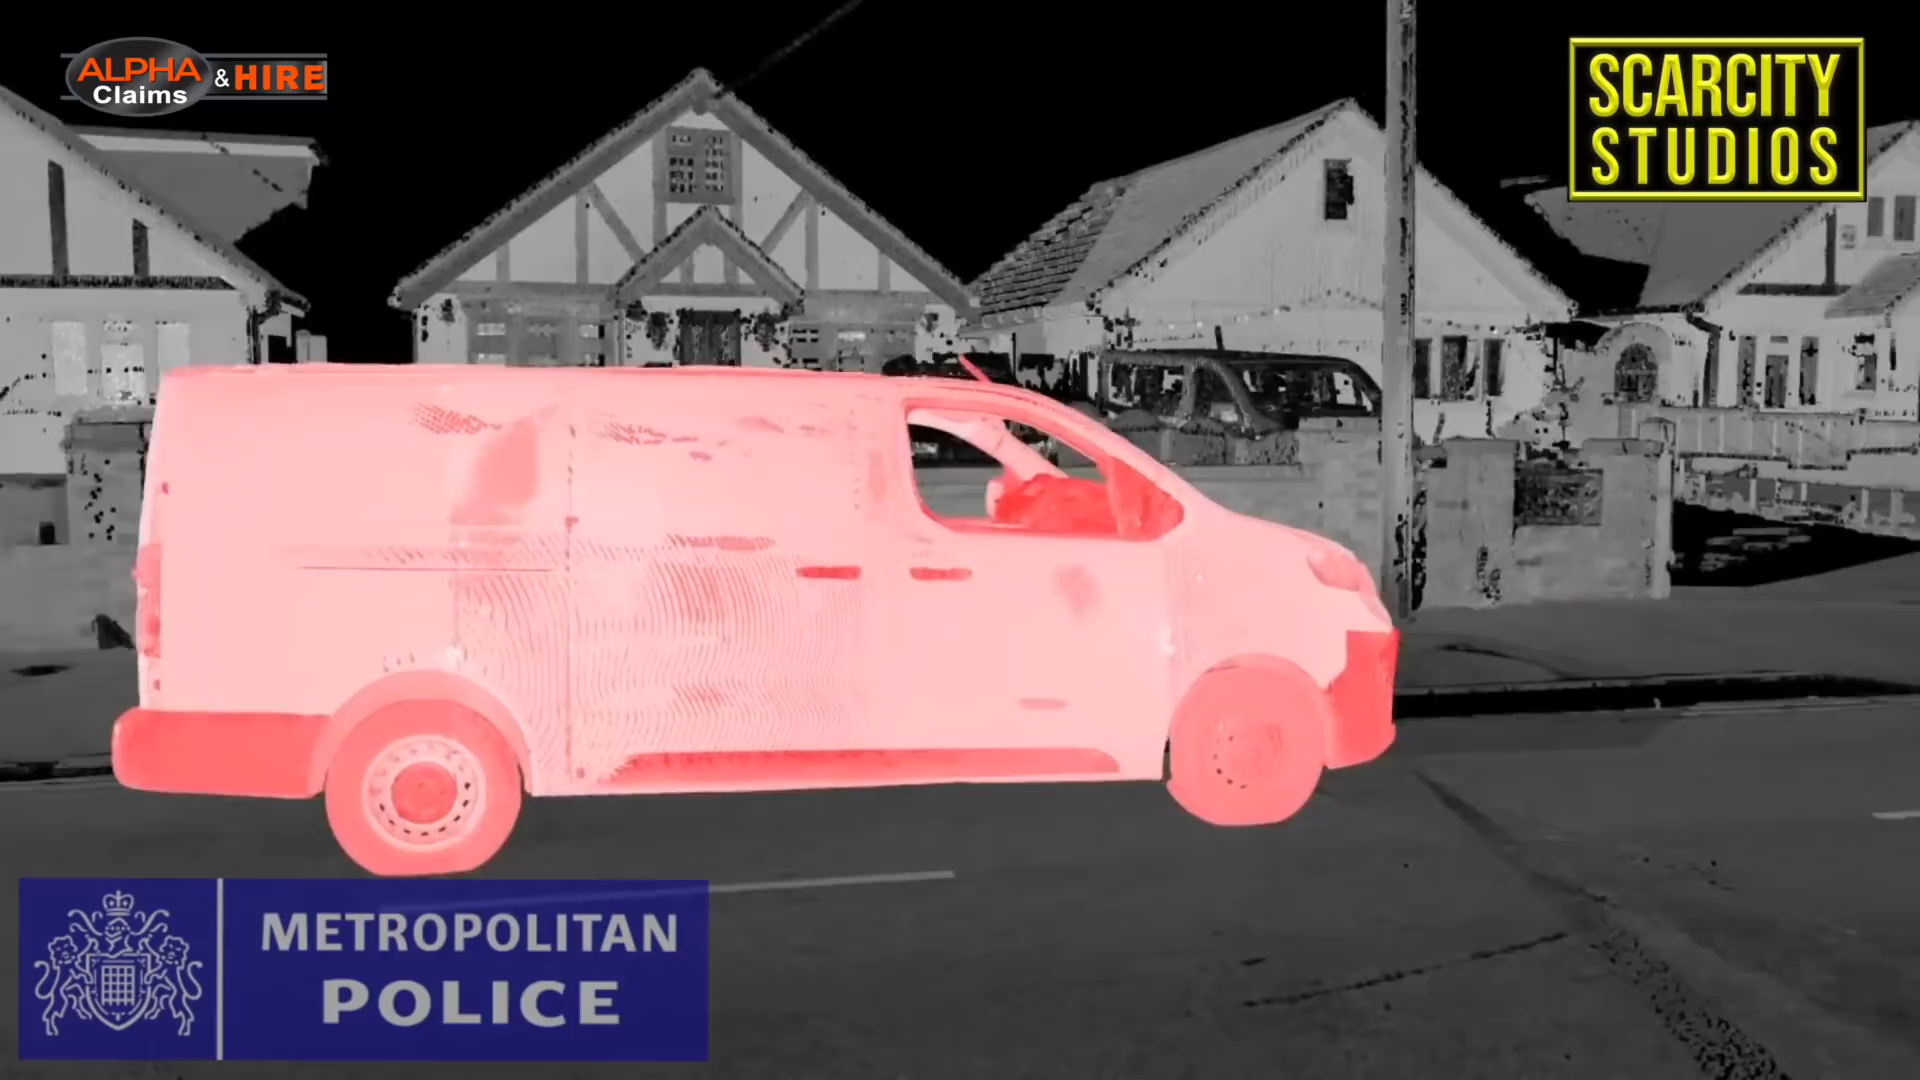 ALPHA
Claims
& HIRE
SCARCITY
STUDIOS
METROPOLITAN
POLICE